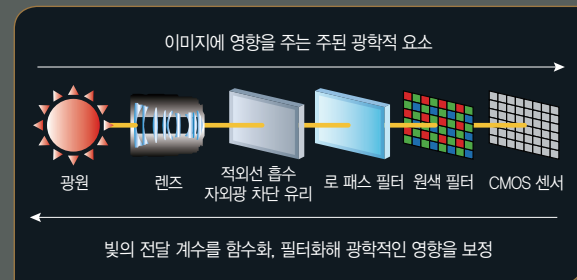 이미지에 영향을 주는 주된 광학적 요소
광원
렌즈
적외선 흡수
자외광 차단 유리
로 패스 필터
원색 필터
CMOS 센서
빛의 전달 계수를 함수화, 필터화해 광학적인 영향을 보정